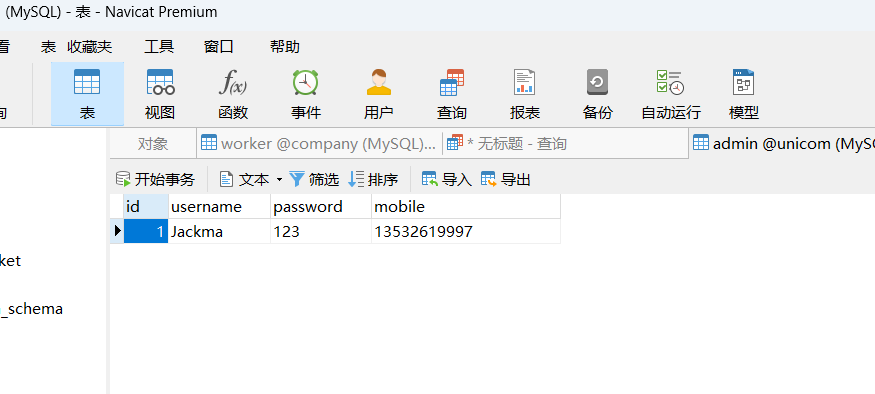 (MySQL) - 表 - Navicat Premium
看 表 收藏夹 工具 窗口 帮助
f(x)
询 表 视图 函数 事件 用户 查询 报表 备份 自动运行 模型
对象 worker @company (MySQL)... * 无标题 - 查询 admin @unicom (MySQ
开始事务 文本 筛选 排序 导入 导出
id username password mobile
1 Jackma 123 13532619997
ket
_schema